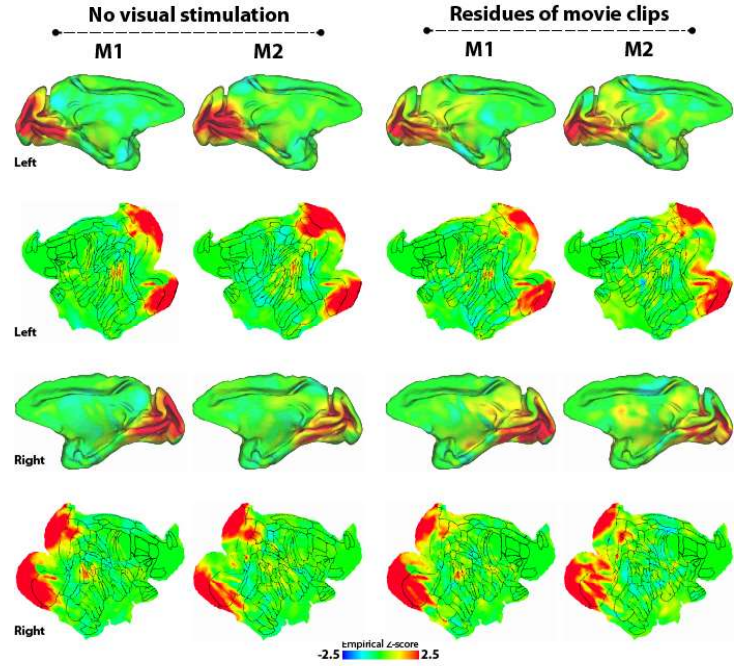 No visual stimulation
Residues of movie clips
M1
M2
M1
M2
Left
Left
Right
Right
Empirical Z-score
-2.5
2.5